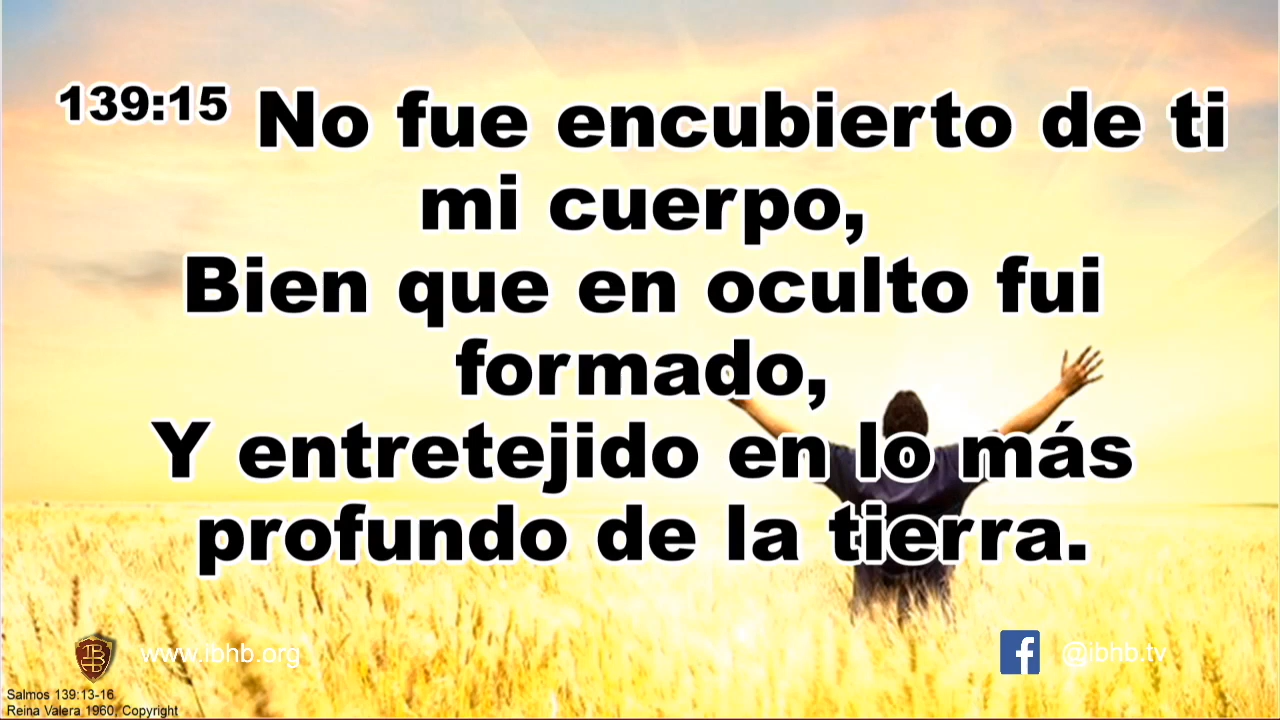 139:15 No fue encubierto de ti
mi cuerpo,
Bien que en oculto fui
formado,
Y entretejido en lo más
profundo de la tierra.
IBHB
www.ibhb.org
@ibhb.tv
Salmos 139:13-16
Reina Valera 1960, Copyright